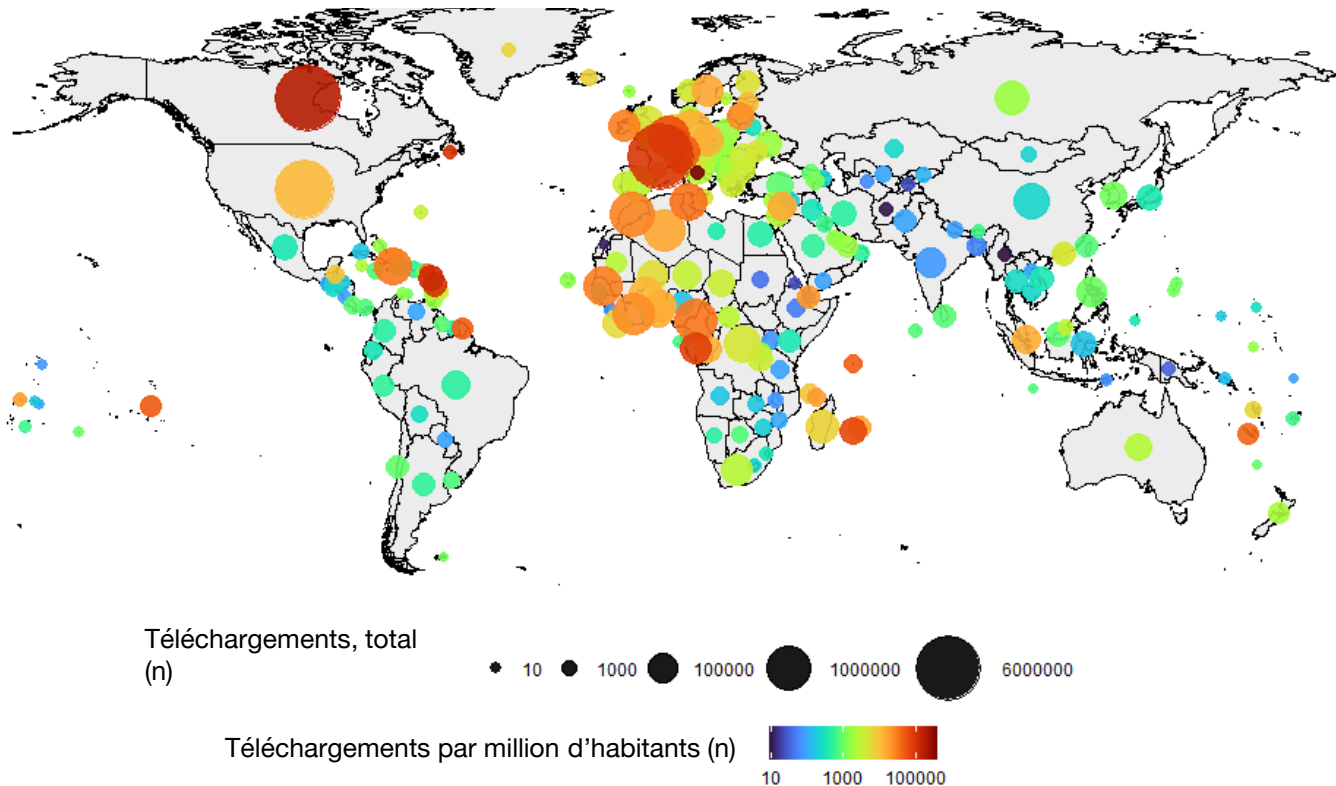 Téléchargements, total
(n)
10 1000 100000 1000000 6000000
Téléchargements par million d’habitants (n)
10 1000 100000